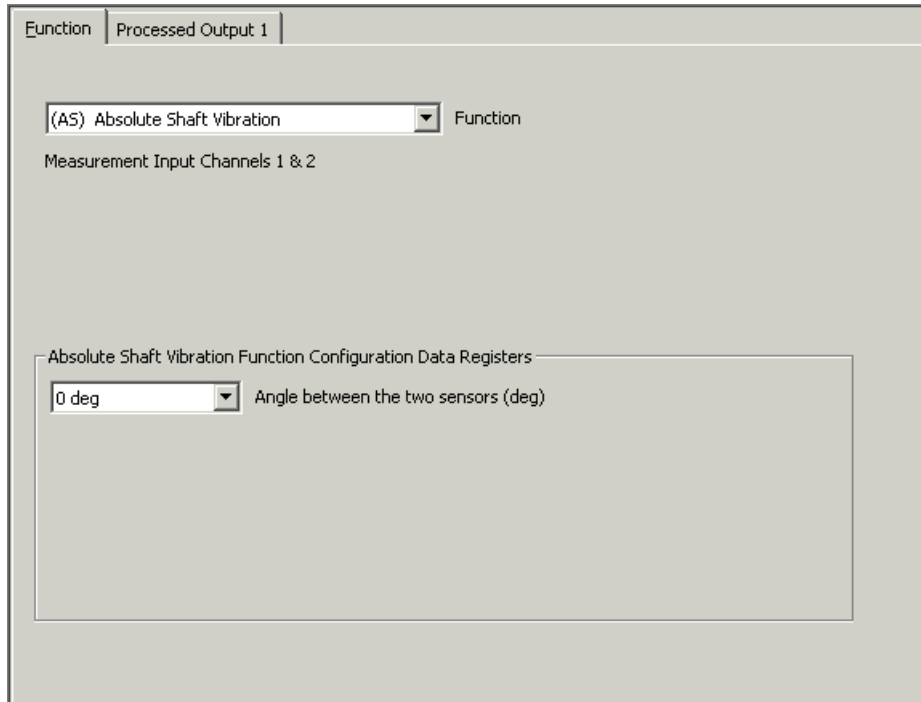 Function Processed Output 1
(AS) Absolute Shaft Vibration Function
Measurement Input Channels 1 & 2
Absolute Shaft Vibration Function Configuration Data Registers
0 deg Angle between the two sensors (deg)